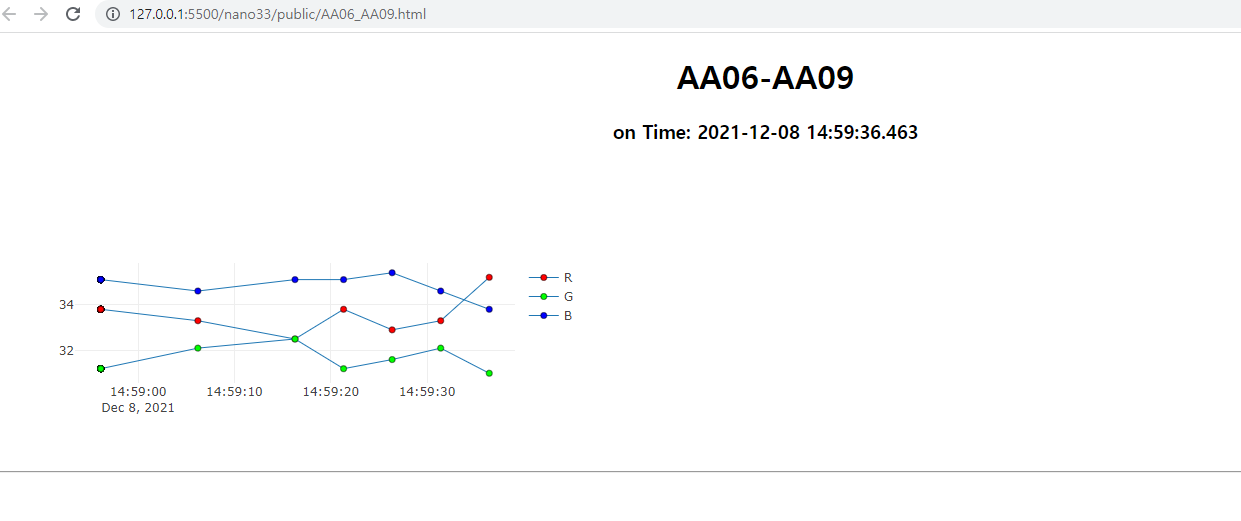 127.0.0.1:5500/nano33/public/AA06_AA09.html
AA06-AA09
on Time: 2021-12-08 14:59:36.463
R
G
B
34
32
14:59:00
14:59:10
14:59:20
14:59:30
Dec 8, 2021